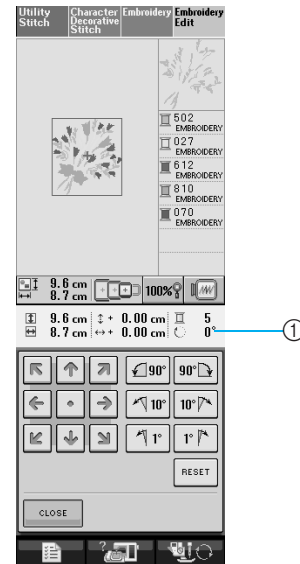 Utility Stitch
Character Decorative Stitch
Embroidery
Embroidery Edit
502
EMBROIDERY
027
EMBROIDERY
612
EMBROIDERY
810
EMBROIDERY
070
EMBROIDERY
9.6 cm
8.7 cm
100%
9.6 cm + 0.00 cm 5
8.7 cm + 0.00 cm 0°
1
90° 90°
10° 10°
1° 1°
RESET
CLOSE
?